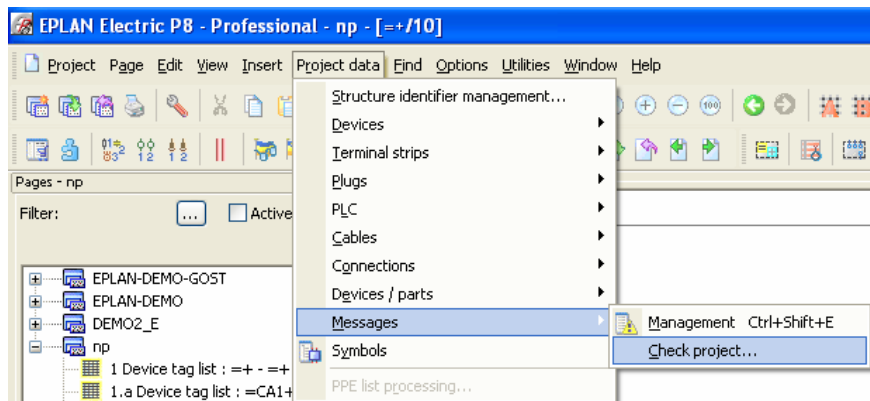 EPLAN Electric P8 - Professional - np - [=+/10]
Project Page Edit View Insert Project data Find Options Utilities Window Help
Structure identifier management...
Devices
Terminal strips
Plugs
PLC
Cables
Connections
Devices / parts
Messages
Symbols
PPE list processing...
Management Ctrl+Shift+E
Check project...
100
Pages - np
Filter: ... Active
EPLAN-DEMO-GOST
EPLAN-DEMO
DEMO2_E
np
1 Device tag list : =+ - =+
1.a Device tag list : =CA1+